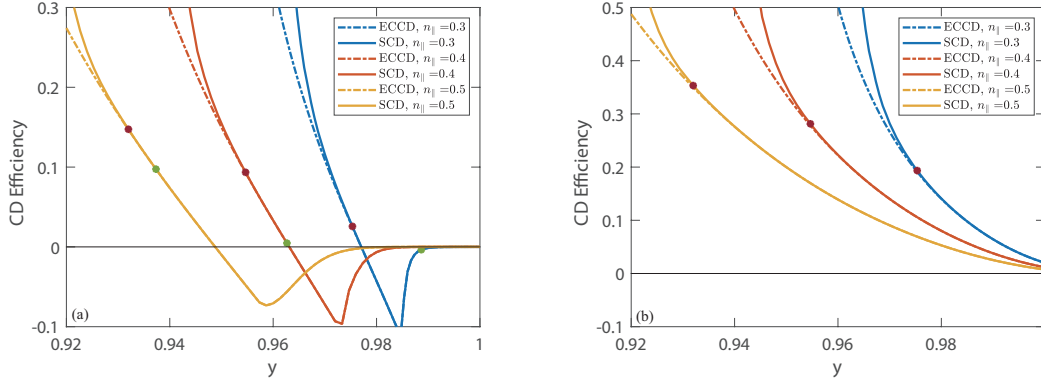 0.3
0.2
0.1
0
-0.1
CD Efficiency
ECCD, n∥ =0.3
SCD, n∥ =0.3
ECCD, n∥ =0.4
SCD, n∥ =0.4
ECCD, n∥ =0.5
SCD, n∥ =0.5
(a)
0.92 0.94 0.96 0.98 1
y
0.5
0.4
0.3
0.2
0.1
0
-0.1
CD Efficiency
ECCD, n∥ =0.3
SCD, n∥ =0.3
ECCD, n∥ =0.4
SCD, n∥ =0.4
ECCD, n∥ =0.5
SCD, n∥ =0.5
(b)
0.92 0.94 0.96 0.98
y